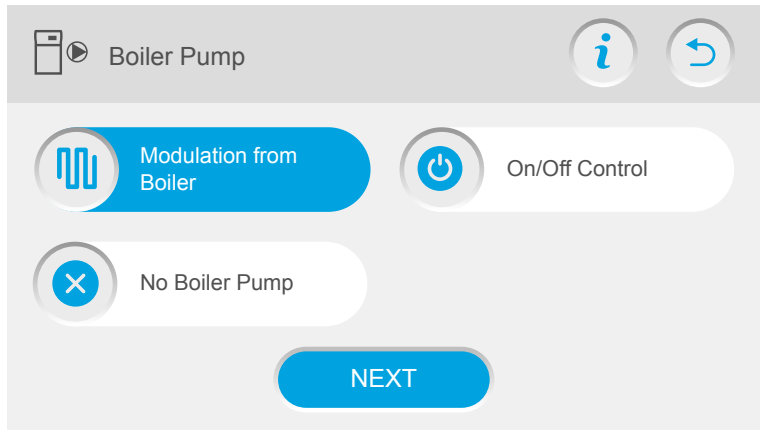 Boiler Pump
i
Modulation from
Boiler
On/Off Control
No Boiler Pump
NEXT